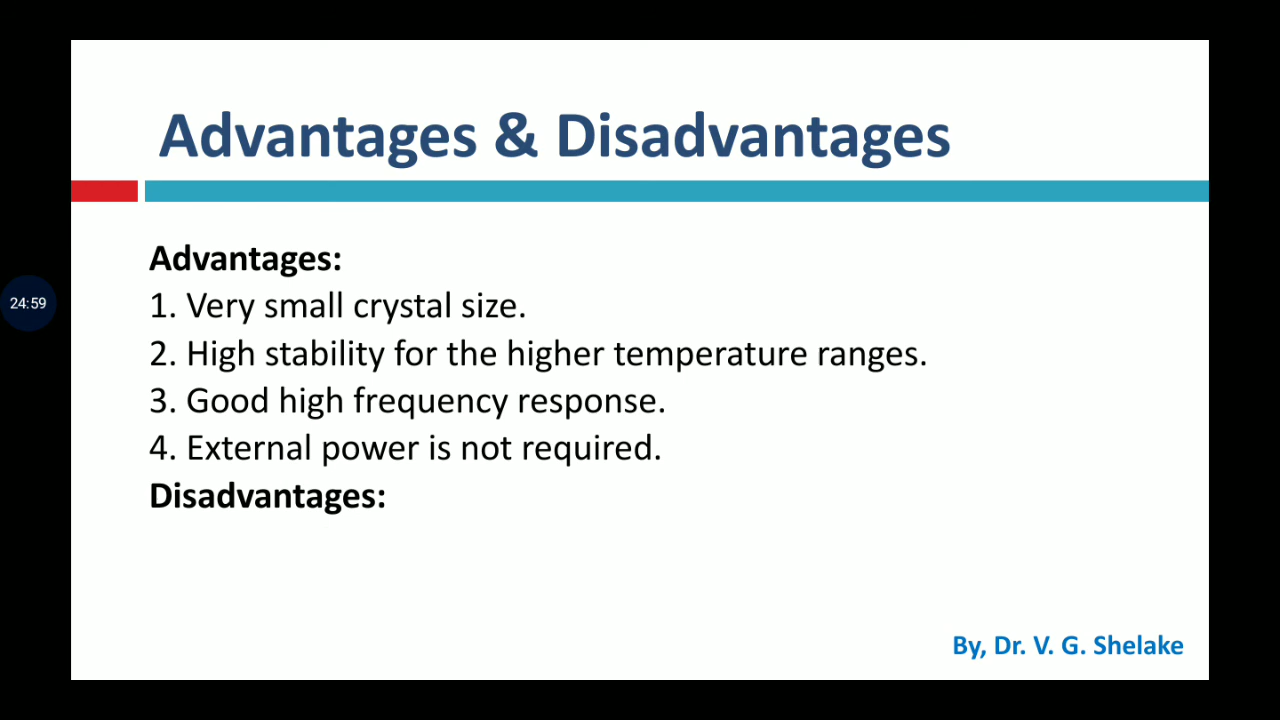 Advantages & Disadvantages
24:59
Advantages:
1. Very small crystal size.
2. High stability for the higher temperature ranges.
3. Good high frequency response.
4. External power is not required.
Disadvantages:
By, Dr. V. G. Shelake